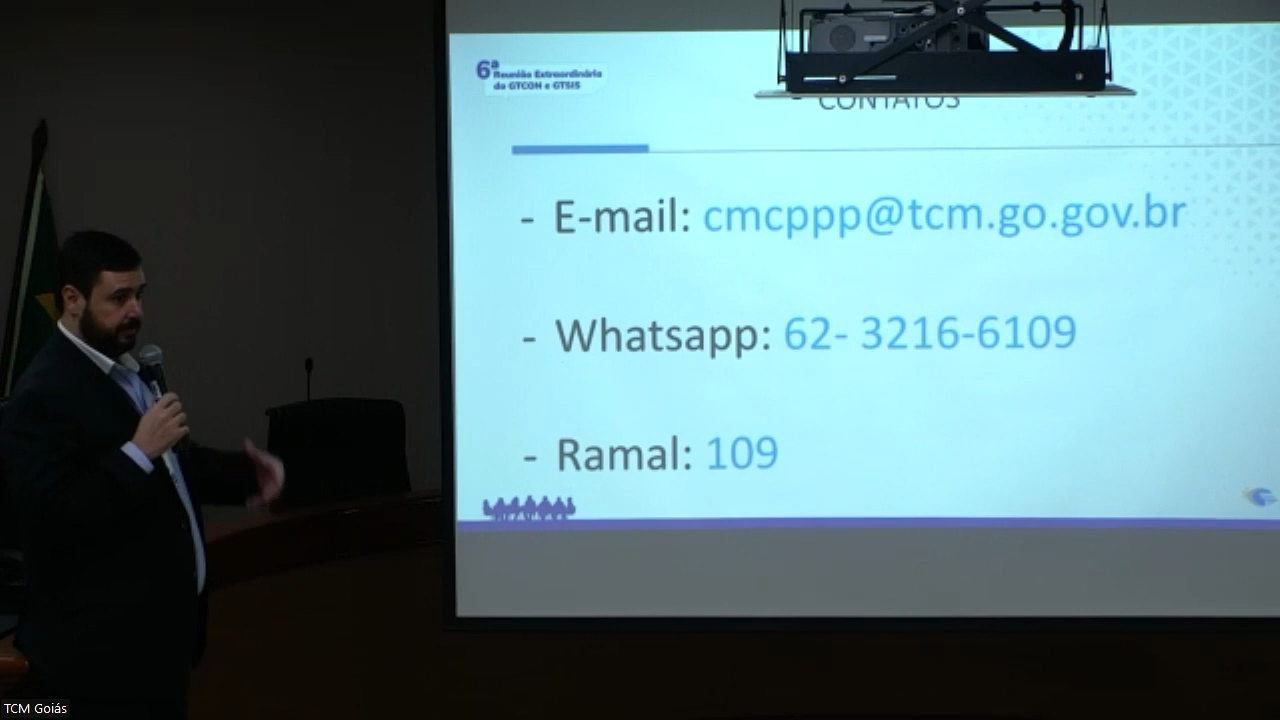 6ª
Reunião Extraordinária
do GTCON e GTSIS
CONTATOS
- E-mail: cmcppp@tcm.go.gov.br
- Whatsapp: 62- 3216-6109
- Ramal: 109
TCM Goiás